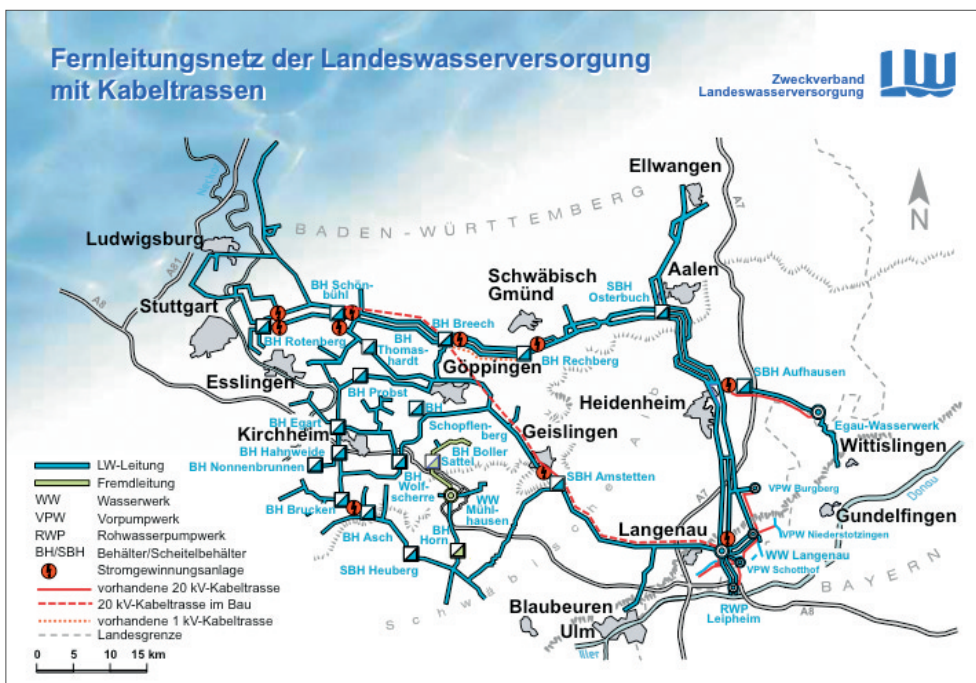 Fernleitungsnetz der Landeswasserversorgung
mit Kabeltrassen
Zweckverband
Landeswasserversorgung
LW
Ellwangen
A7
N
BADEN-WÜRTTEMBERG
Ludwigsburg
A81
A8
Stuttgart
BH Schön-
bühl
Schwäbisch
Gmünd
SBH
Osterbuch
Aalen
BH Rotenberg
BH
Thomas-
hardt
BH Breech
BH Rechberg
Göppingen
Esslingen
BH Probst
SBH Aufhausen
Heidenheim
BH Egart
Kirchheim
BH
Schopflen-
berg
Geislingen
Egau-Wasserwerk
Wittislingen
BH Hahnweide
BH Nonnenbrunnen
BH Boller
Sattel
BH
Wolf-
scherre
SBH Amstetten
WW
Mühl-
hausen
BH Brucken
BH Asch
BH
Horn
SBH Heuberg
A7
VPW Burgberg
Donau
Gundelfingen
Langenau
VPW Niederstotzingen
WW Langenau
VPW Schotthof
BAYERN
Blaubeuren
Ulm
RWP
Leipheim
A8
Iller
LW-Leitung
Fremdleitung
WW Wasserwerk
VPW Vorpumpwerk
RWP Rohwasserpumpwerk
BH/SBH Behälter/Scheitelbehälter
Stromgewinnungsanlage
vorhandene 20 kV-Kabeltrasse
20 kV-Kabeltrasse im Bau
vorhandene 1 kV-Kabeltrasse
Landesgrenze
0 5 10 15 km